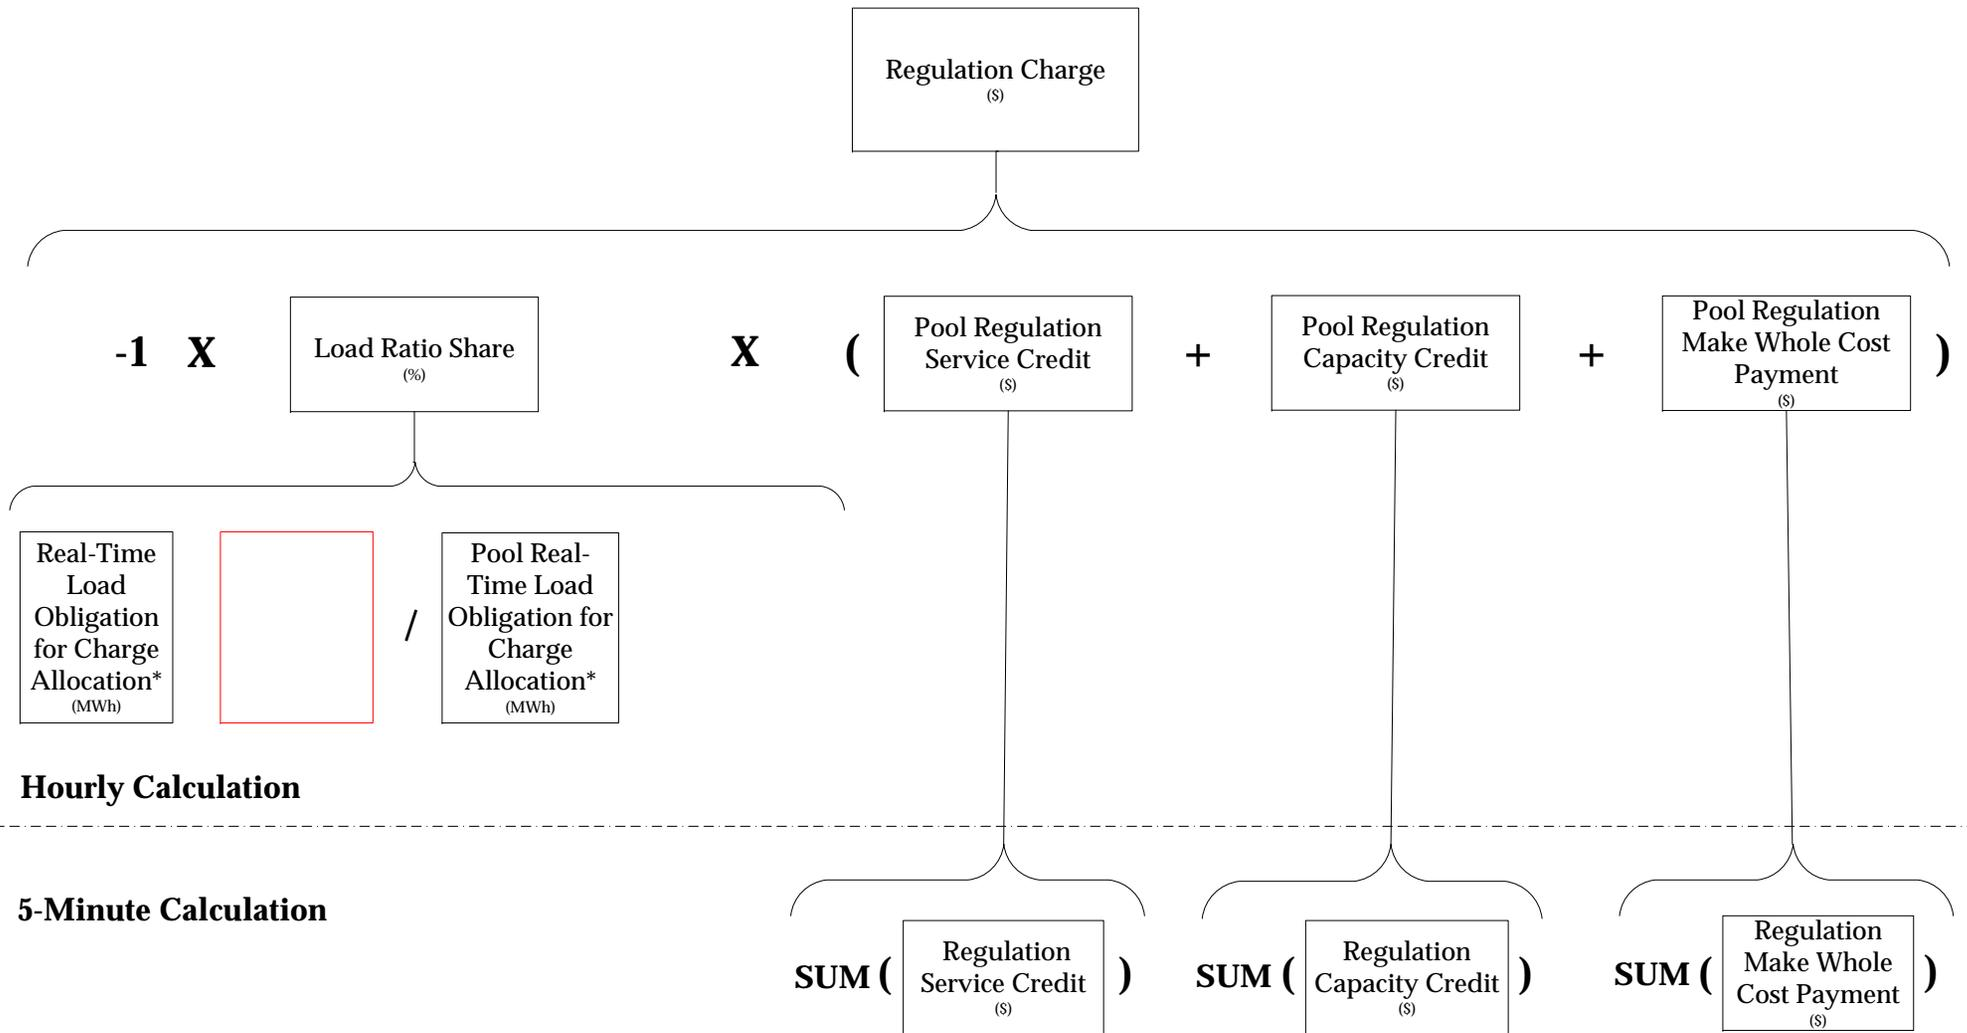 Regulation Charge
($)
-1 X
Load Ratio Share
(%)
X
(
Pool Regulation
Service Credit
($)
+
Pool Regulation
Capacity Credit
($)
+
Pool Regulation
Make Whole Cost
Payment
($)
)
Real-Time
Load
Obligation
for Charge
Allocation*
(MWh)
/
Pool Real-
Time Load
Obligation for
Charge
Allocation*
(MWh)
Hourly Calculation
5-Minute Calculation
SUM (
Regulation
Service Credit
($)
)
SUM (
Regulation
Capacity Credit
($)
)
SUM (
Regulation
Make Whole
Cost Payment
($)
)